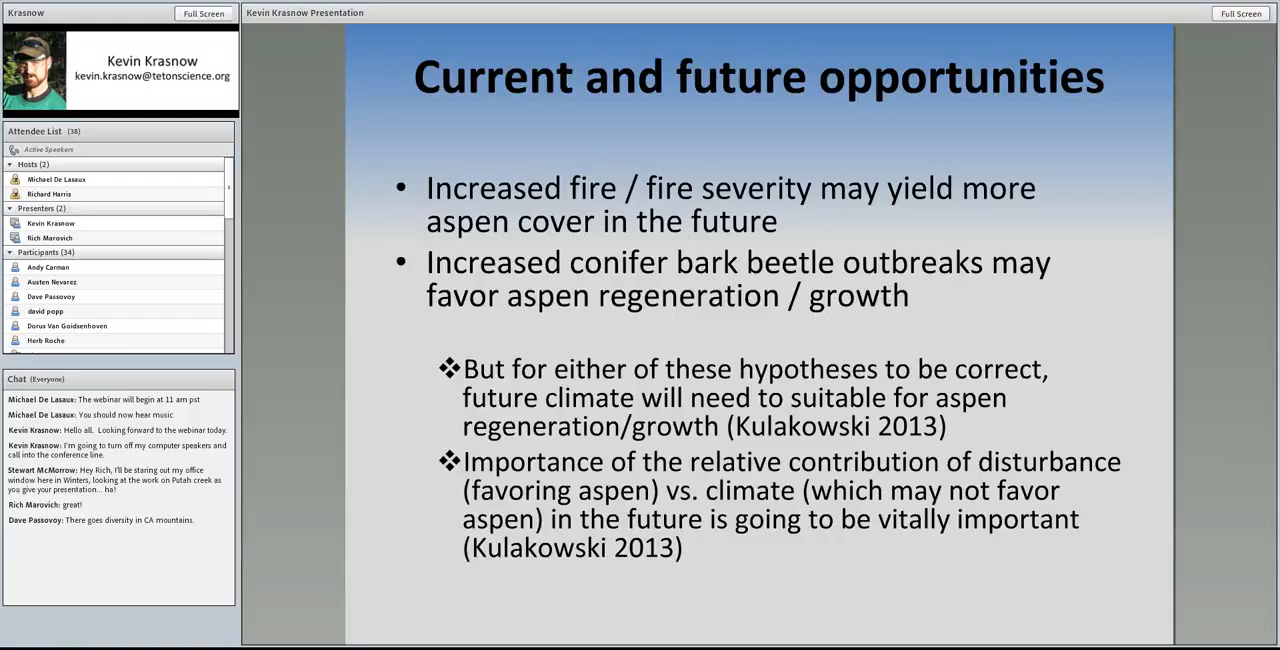 Krasnow
Full Screen
Kevin Krasnow
kevin.krasnow@tetonscience.org
Attendee List (38)
Active Speakers
Hosts (2)
Michael De Lasaux
Richard Harris
Presenters (2)
Kevin Krasnow
Rich Marovich
Participants (34)
Andy Carman
Austen Nevarez
Dave Passovoy
david popp
Dorus Van Goidsenhoven
Herb Roche
Chat (Everyone)
Michael De Lasaux: The webinar will begin at 11 am pst
Michael De Lasaux: You should now hear music
Kevin Krasnow: Hello all. Looking forward to the webinar today.
Kevin Krasnow: I'm going to turn off my computer speakers and
call into the conference line.
Stewart McMorrow: Hey Rich, I'll be staring out my office
window here in Winters, looking at the work on Putah creek as
you give your presentation... ha!
Rich Marovich: great!
Dave Passovoy: There goes diversity in CA mountains.
Kevin Krasnow Presentation
Full Screen
Current and future opportunities
• Increased fire / fire severity may yield more
aspen cover in the future
• Increased conifer bark beetle outbreaks may
favor aspen regeneration / growth
❖But for either of these hypotheses to be correct,
future climate will need to suitable for aspen
regeneration/growth (Kulakowski 2013)
❖Importance of the relative contribution of disturbance
(favoring aspen) vs. climate (which may not favor
aspen) in the future is going to be vitally important
(Kulakowski 2013)